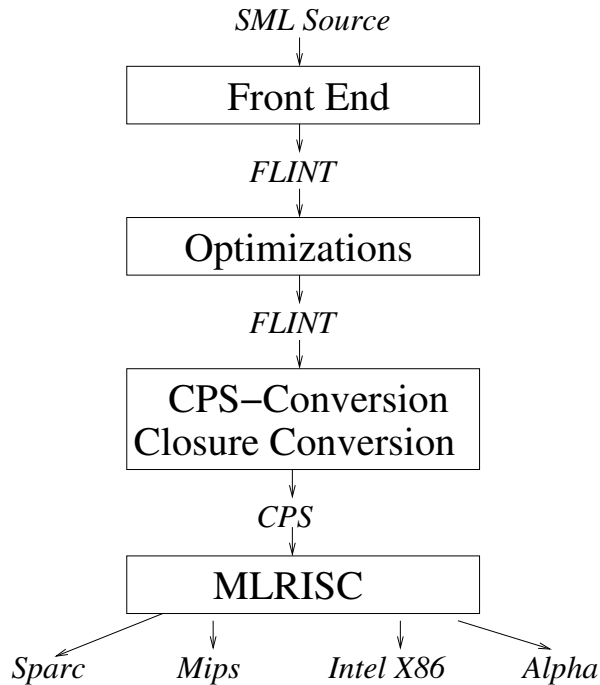 SML Source
Front End
FLINT
Optimizations
FLINT
CPS−Conversion
Closure Conversion
CPS
MLRISC
Sparc Mips Intel X86 Alpha